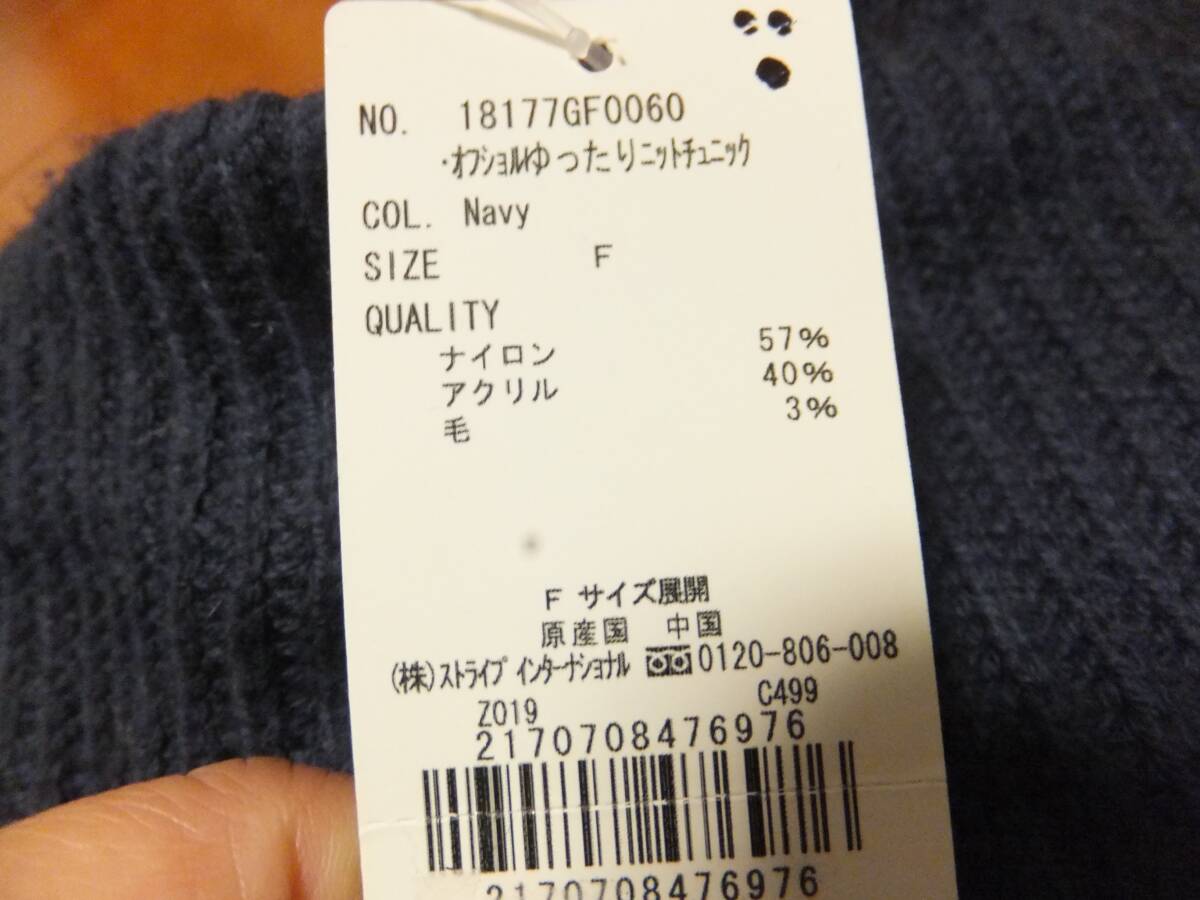 NO. 18177GF0060
・オフショルゆったりニットチュニック
COL. Navy
SIZE F
QUALITY
ナイロン 57%
アクリル 40%
毛 3%
F サイズ展開
原産国 中国
(株)ストライプ インターナショナル 0120-806-008
Z019 C499
2170708476976
2170708476976